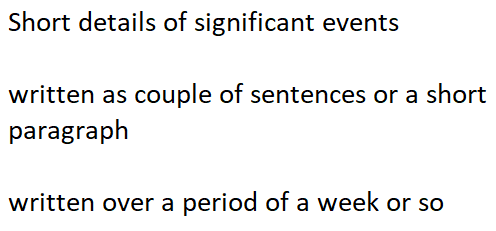 Short details of significant events
written as couple of sentences or a short
paragraph
written over a period of a week or so